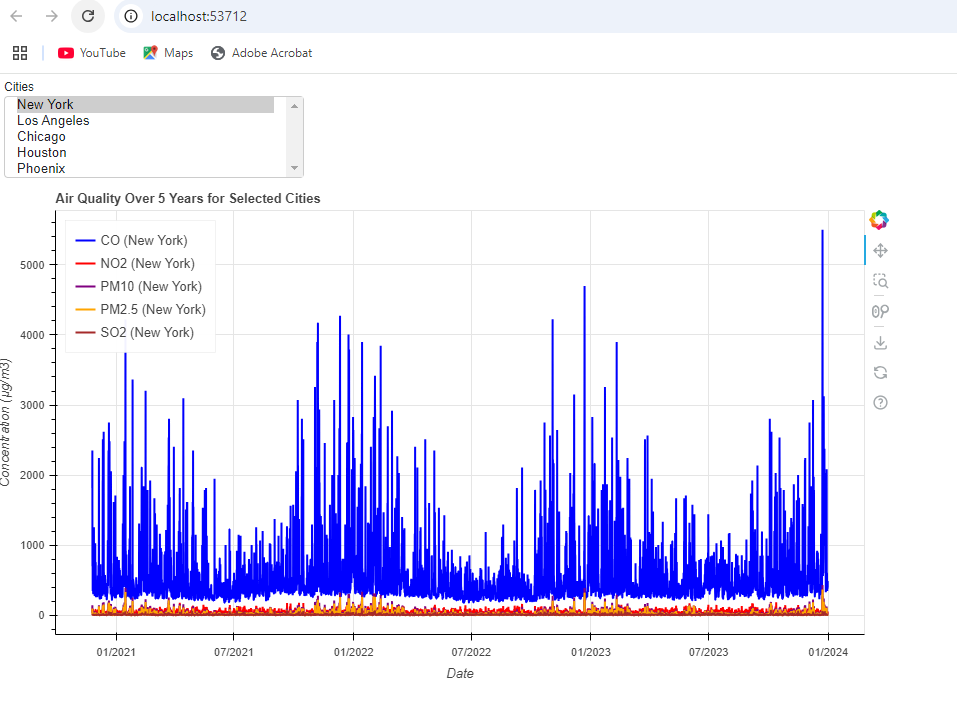 localhost:53712
YouTube Maps Adobe Acrobat
Cities
New York
Los Angeles
Chicago
Houston
Phoenix
Air Quality Over 5 Years for Selected Cities
CO (New York)
NO2 (New York)
PM10 (New York)
PM2.5 (New York)
SO2 (New York)
5000
4000
3000
2000
1000
0
Concentration (µg/m3)
01/2021 07/2021 01/2022 07/2022 01/2023 07/2023 01/2024
Date